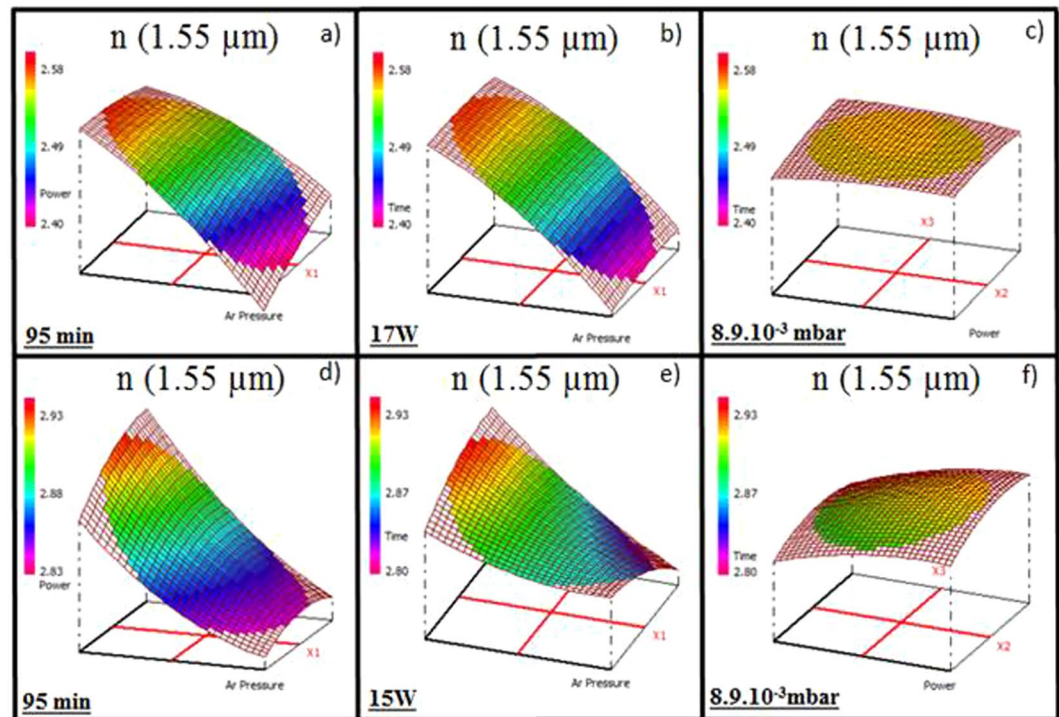 n (1.55 µm) a)
2.58
2.49
Power
2.40
X1
Ar Pressure
95 min
n (1.55 µm) b)
2.58
2.49
Time
2.40
X1
Ar Pressure
17W
n (1.55 µm) c)
2.58
2.49
Time
2.40
X3
X2
Power
8.9.10⁻³ mbar
n (1.55 µm) d)
2.93
2.88
2.83
Power
X1
Ar Pressure
95 min
n (1.55 µm) e)
2.93
2.87
Time
2.80
X1
Ar Pressure
15W
n (1.55 µm) f)
2.93
2.87
Time
2.80
X3
X2
Power
8.9.10⁻³mbar